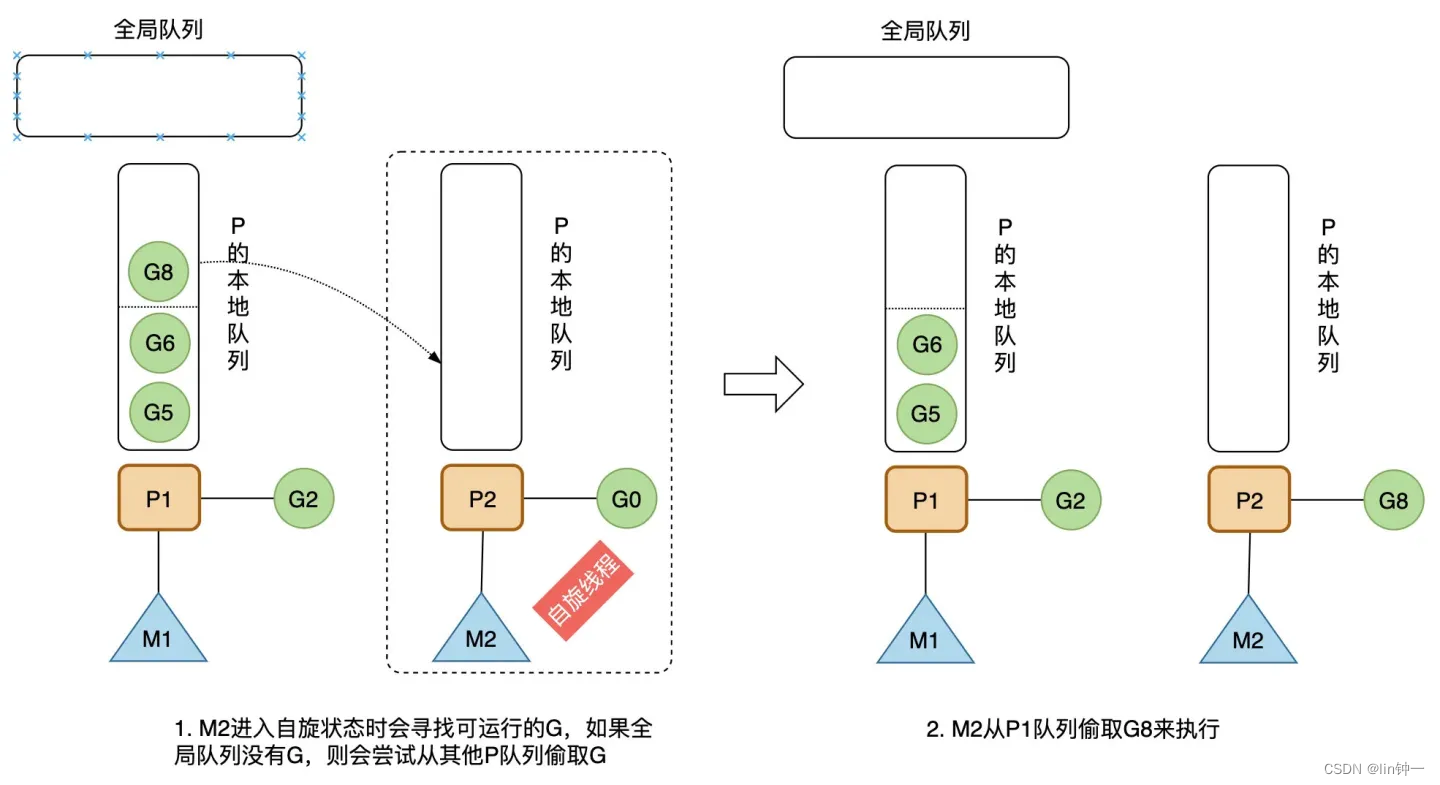 全局队列
全局队列
P的本地队列
G8
G6
G5
P的本地队列
P1
G2
P2
G0
自旋线程
M1
M2
P的本地队列
G6
G5
P的本地队列
P1
G2
P2
G8
M1
M2
1. M2进入自旋状态时会寻找可运行的G，如果全
局队列没有G，则会尝试从其他P队列偷取G
2. M2从P1队列偷取G8来执行
CSDN @lin钟一